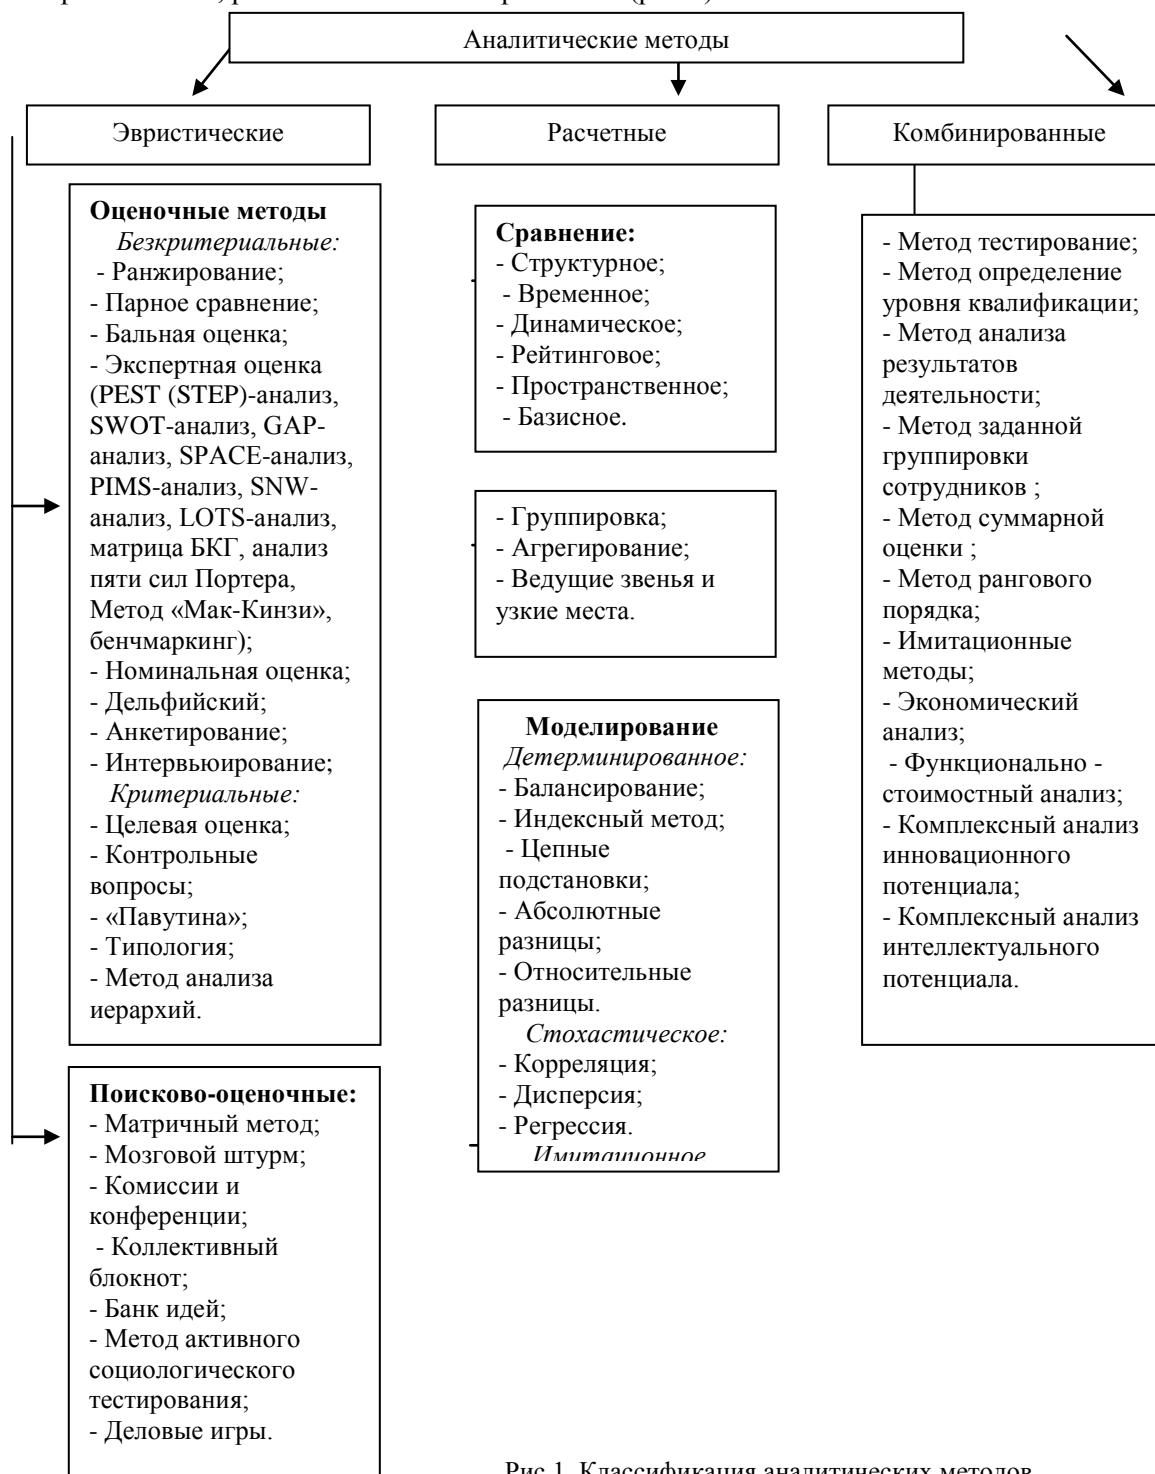 Аналитические методы
Эвристические
Расчетные
Комбинированные
Оценочные методы
Безкритериальные:
- Ранжирование;
- Парное сравнение;
- Бальная оценка;
- Экспертная оценка
(PEST (STEP)-анализ,
SWOT-анализ, GAP-
анализ, SPACE-анализ,
PIMS-анализ, SNW-
анализ, LOTS-анализ,
матрица БКГ, анализ
пяти сил Портера,
Метод «Мак-Кинзи»,
бенчмаркинг);
- Номинальная оценка;
- Дельфийский;
- Анкетирование;
- Интервьюирование;
Критериальные:
- Целевая оценка;
- Контрольные
вопросы;
- «Павутина»;
- Типология;
- Метод анализа
иерархий.
Поисково-оценочные:
- Матричный метод;
- Мозговой штурм;
- Комиссии и
конференции;
- Коллективный
блокнот;
- Банк идей;
- Метод активного
социологического
тестирования;
- Деловые игры.
Сравнение:
- Структурное;
- Временное;
- Динамическое;
- Рейтинговое;
- Пространственное;
- Базисное.
- Группировка;
- Агрегирование;
- Ведущие звенья и
узкие места.
Моделирование
Детерминированное:
- Балансирование;
- Индексный метод;
- Цепные
подстановки;
- Абсолютные
разницы;
- Относительные
разницы.
Стохастическое:
- Корреляция;
- Дисперсия;
- Регрессия.
Имитационное
- Метод тестирование;
- Метод определение
уровня квалификации;
- Метод анализа
результатов
деятельности;
- Метод заданной
группировки
сотрудников ;
- Метод суммарной
оценки ;
- Метод рангового
порядка;
- Имитационные
методы;
- Экономический
анализ;
- Функционально -
стоимостный анализ;
- Комплексный анализ
инновационного
потенциала;
- Комплексный анализ
интеллектуального
потенциала.
Рис.1. Классификация аналитических методов